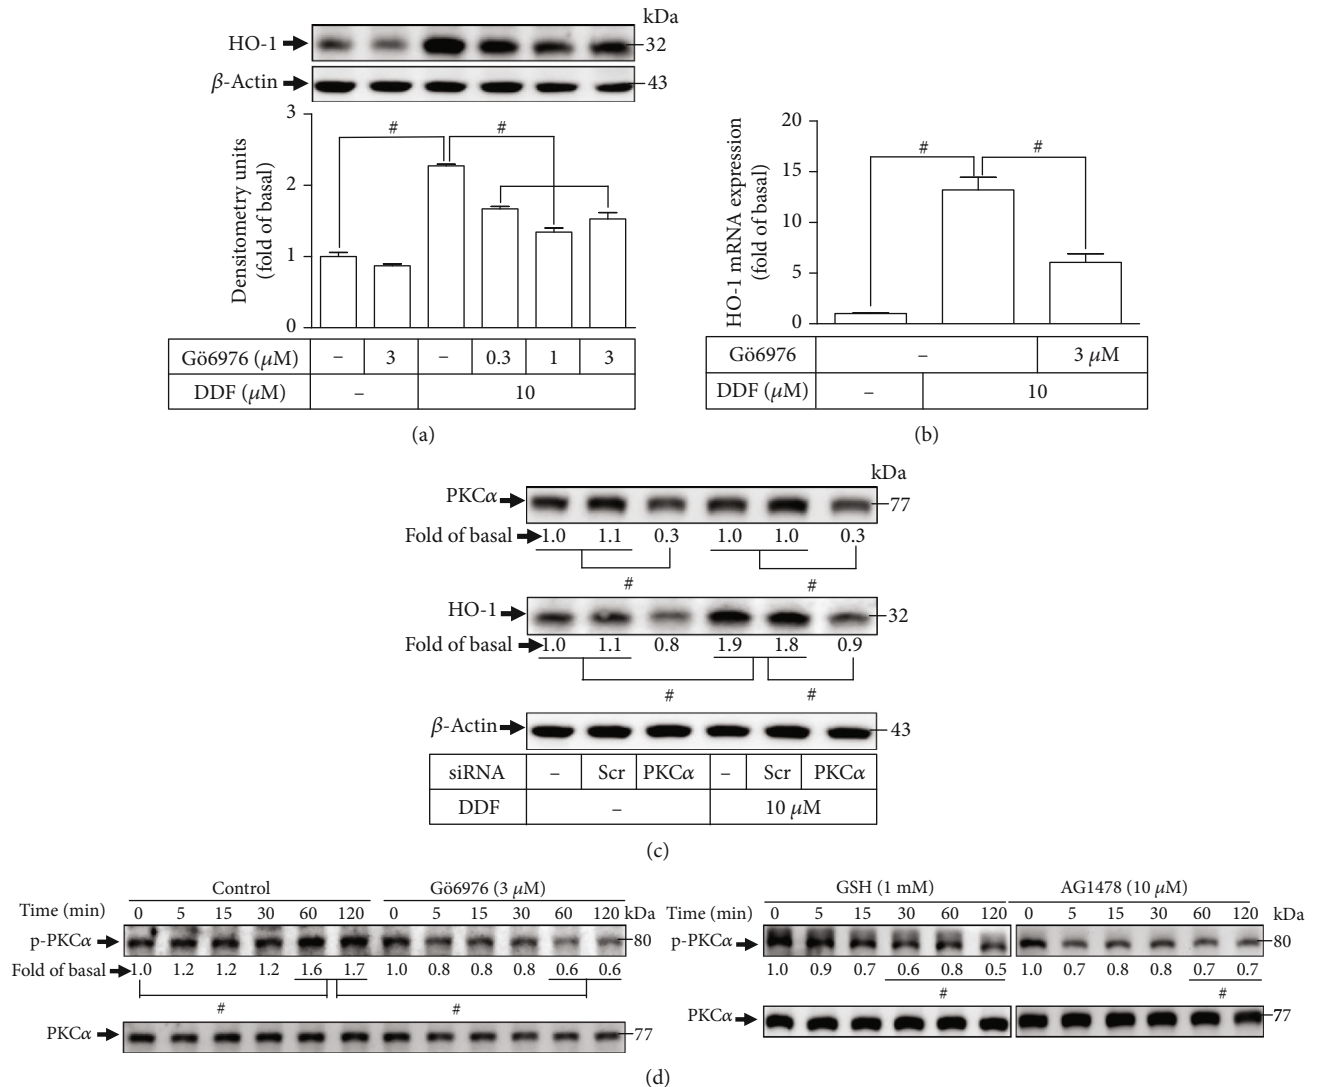 kDa
HO-1 32
β-Actin 43
Densitometry units
(fold of basal)
3
2
1
0
# #
Gö6976 (μM) – 3 – 0.3 1 3
DDF (μM) – 10
(a)
HO-1 mRNA expression
(fold of basal)
20
15
10
5
0
# #
Gö6976 – 3 μM
DDF (μM) – 10
(b)
kDa
PKCα 77
Fold of basal 1.0 1.1 0.3 1.0 1.0 0.3
# #
HO-1 32
Fold of basal 1.0 1.1 0.8 1.9 1.8 0.9
# #
β-Actin 43
siRNA – Scr PKCα – Scr PKCα
DDF – 10 μM
(c)
Control Gö6976 (3 μM)
Time (min) 0 5 15 30 60 120 0 5 15 30 60 120 kDa
p-PKCα 80
Fold of basal 1.0 1.2 1.2 1.2 1.6 1.7 1.0 0.8 0.8 0.8 0.6 0.6
# #
PKCα 77
GSH (1 mM) AG1478 (10 μM)
Time (min) 0 5 15 30 60 120 0 5 15 30 60 120 kDa
p-PKCα 80
1.0 0.9 0.7 0.6 0.8 0.5 1.0 0.7 0.8 0.8 0.7 0.7
# #
PKCα 77
(d)